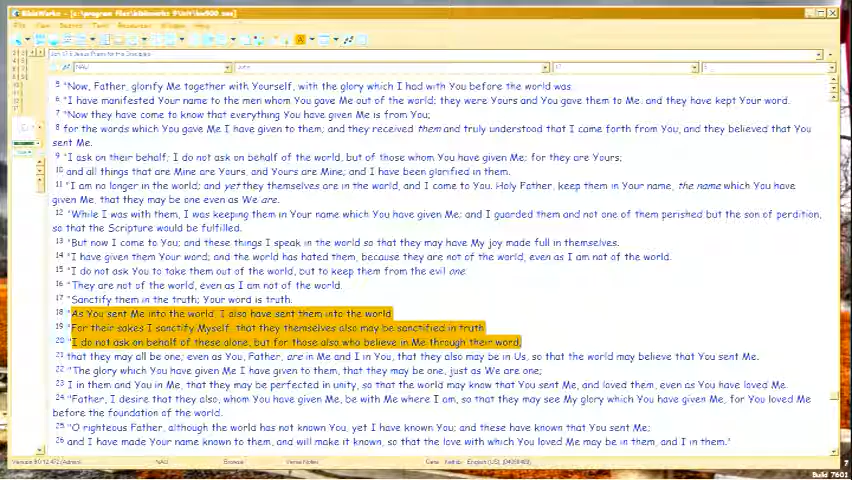 BibleWorks - [c:\program files\bibleworks 9\init\bw900.swc]
John 17:5 Jesus Prays for the Disciples
NAU John 17 5
5 "Now, Father, glorify Me together with Yourself, with the glory which I had with You before the world was.
6 "I have manifested Your name to the men whom You gave Me out of the world; they were Yours and You gave them to Me, and they have kept Your word.
7 "Now they have come to know that everything You have given Me is from You;
8 for the words which You gave Me I have given to them; and they received them and truly understood that I came forth from You, and they believed that You
sent Me.
9 "I ask on their behalf; I do not ask on behalf of the world, but of those whom You have given Me; for they are Yours;
10 and all things that are Mine are Yours, and Yours are Mine; and I have been glorified in them.
11 "I am no longer in the world; and yet they themselves are in the world, and I come to You. Holy Father, keep them in Your name, the name which You have
given Me, that they may be one even as We are.
12 "While I was with them, I was keeping them in Your name which You have given Me; and I guarded them and not one of them perished but the son of perdition,
so that the Scripture would be fulfilled.
13 "But now I come to You; and these things I speak in the world so that they may have My joy made full in themselves.
14 "I have given them Your word; and the world has hated them, because they are not of the world, even as I am not of the world.
15 "I do not ask You to take them out of the world, but to keep them from the evil one.
16 "They are not of the world, even as I am not of the world.
17 "Sanctify them in the truth; Your word is truth.
18 "As You sent Me into the world, I also have sent them into the world.
19 "For their sakes I sanctify Myself, that they themselves also may be sanctified in truth.
20 "I do not ask on behalf of these alone, but for those also who believe in Me through their word;
21 that they may all be one; even as You, Father, are in Me and I in You, that they also may be in Us, so that the world may believe that You sent Me.
22 "The glory which You have given Me I have given to them, that they may be one, just as We are one;
23 I in them and You in Me, that they may be perfected in unity, so that the world may know that You sent Me, and loved them, even as You have loved Me.
24 "Father, I desire that they also, whom You have given Me, be with Me where I am, so that they may see My glory which You have given Me, for You loved Me
before the foundation of the world.
25 "O righteous Father, although the world has not known You, yet I have known You; and these have known that You sent Me;
26 and I have made Your name known to them, and will make it known, so that the love with which You loved Me may be in them, and I in them."
NAU Browse Verse Notes
7
Build 7601